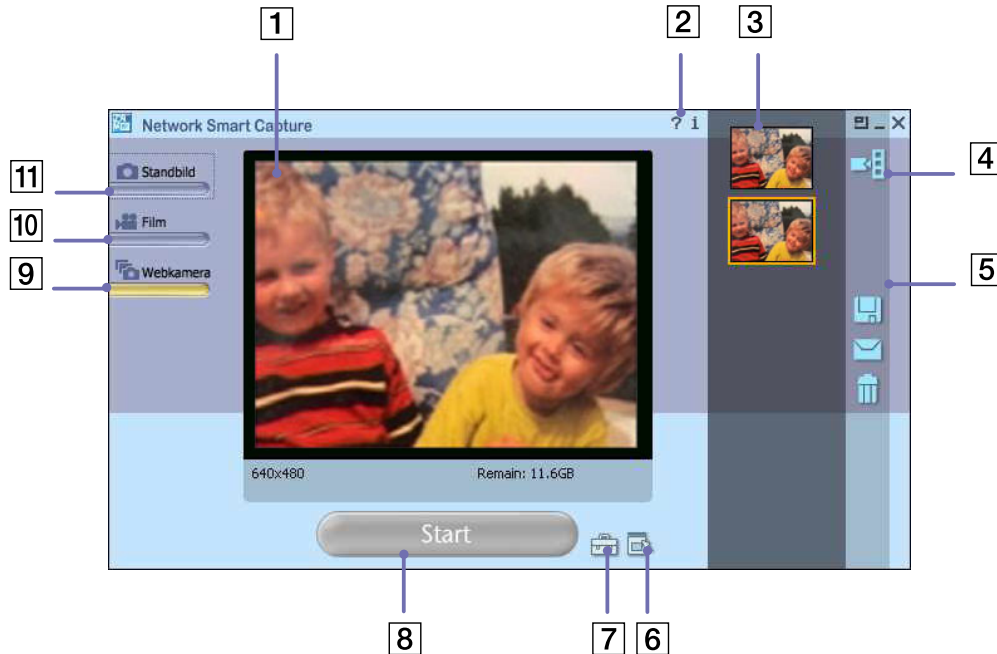 1
2
3
Network Smart Capture
? i
4
11
Standbild
10
Film
9
Webkamera
5
640x480
Remain: 11.6GB
Start
8
7
6